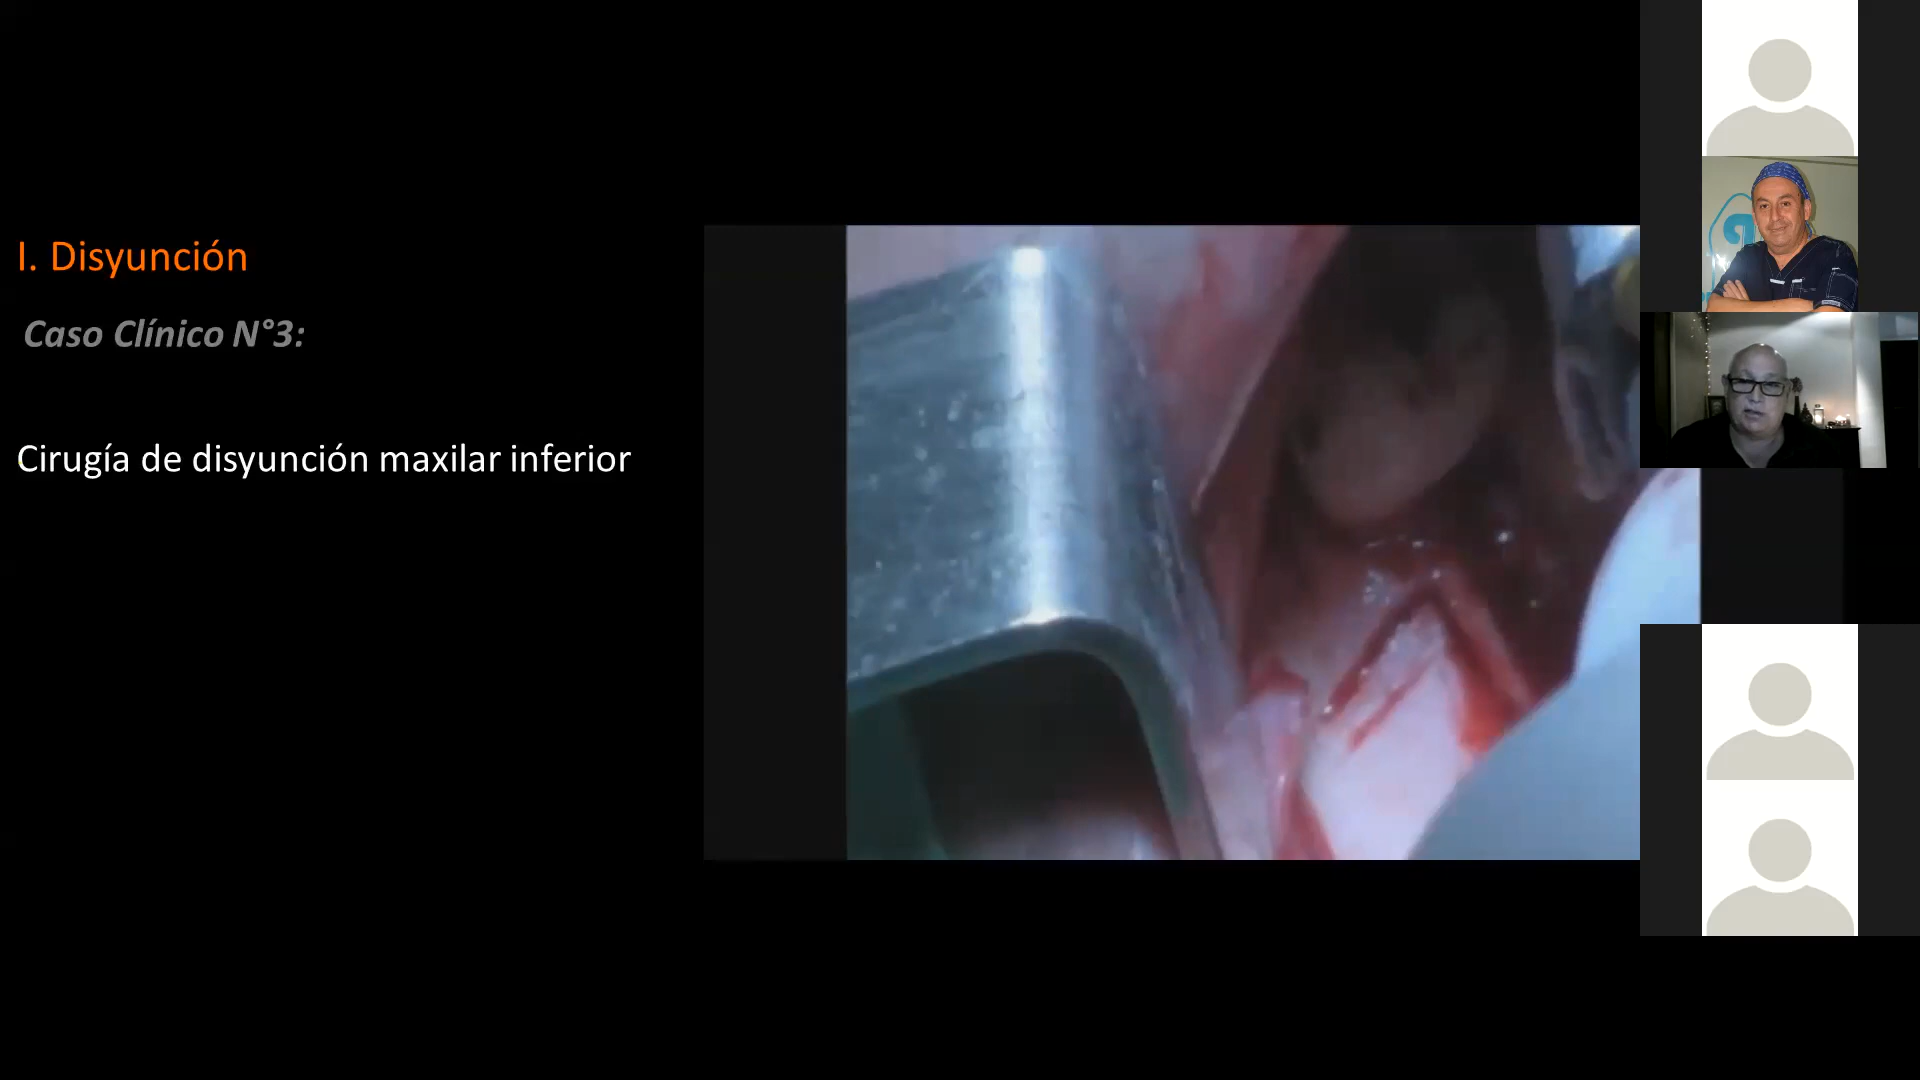 I. Disyunción
Caso Clínico N°3:
Cirugía de disyunción maxilar inferior